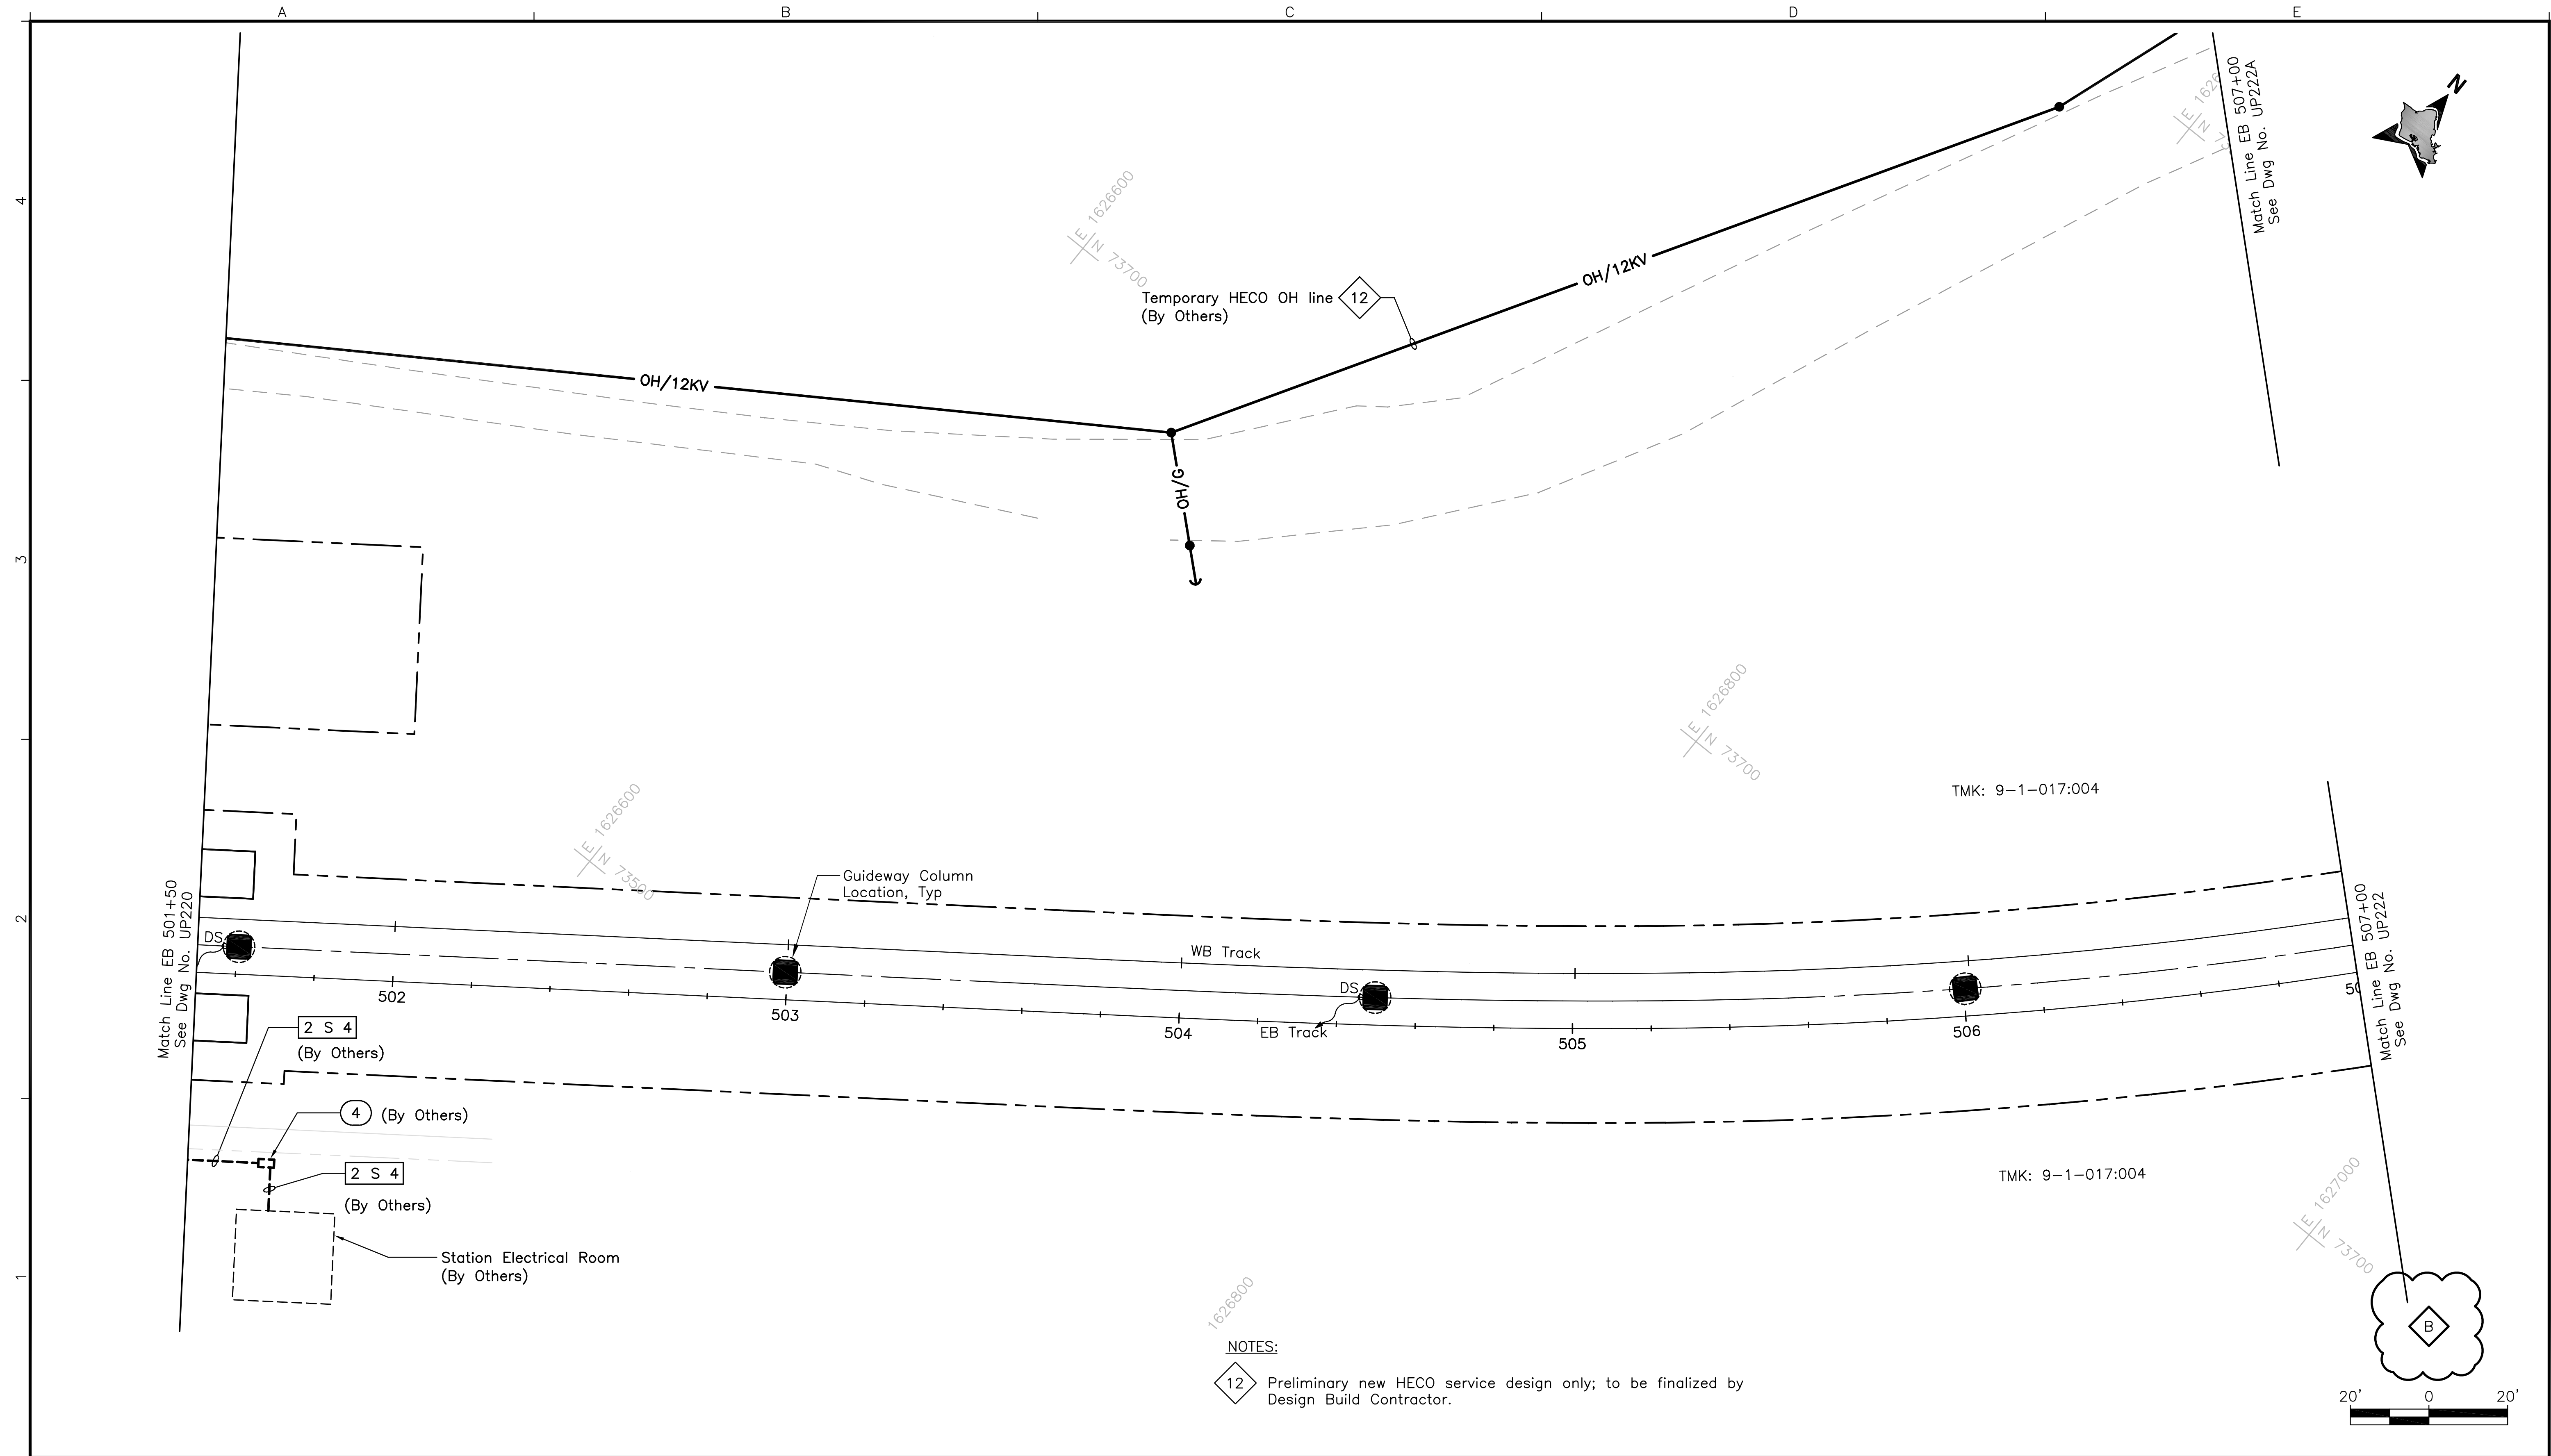 A
B
C
D
E
4
3
2
1
N
Match Line EB 507+00
See Dwg No. UP222A
E 1626600
N 73700
Temporary HECO OH line
(By Others)
12
OH/12KV
OH/12KV
OH/G
E 1626800
N 73700
TMK: 9-1-017:004
E 1626600
N 73500
Guideway Column
Location, Typ
Match Line EB 501+50
See Dwg No. UP220
DS
WB Track
DS
EB Track
502
503
504
505
506
Match Line EB 507+00
See Dwg No. UP222
2 S 4
(By Others)
4
(By Others)
2 S 4
(By Others)
Station Electrical Room
(By Others)
TMK: 9-1-017:004
E 1627000
N 73700
1626800
NOTES:
12
Preliminary new HECO service design only; to be finalized by
Design Build Contractor.
B
20' 0 20'